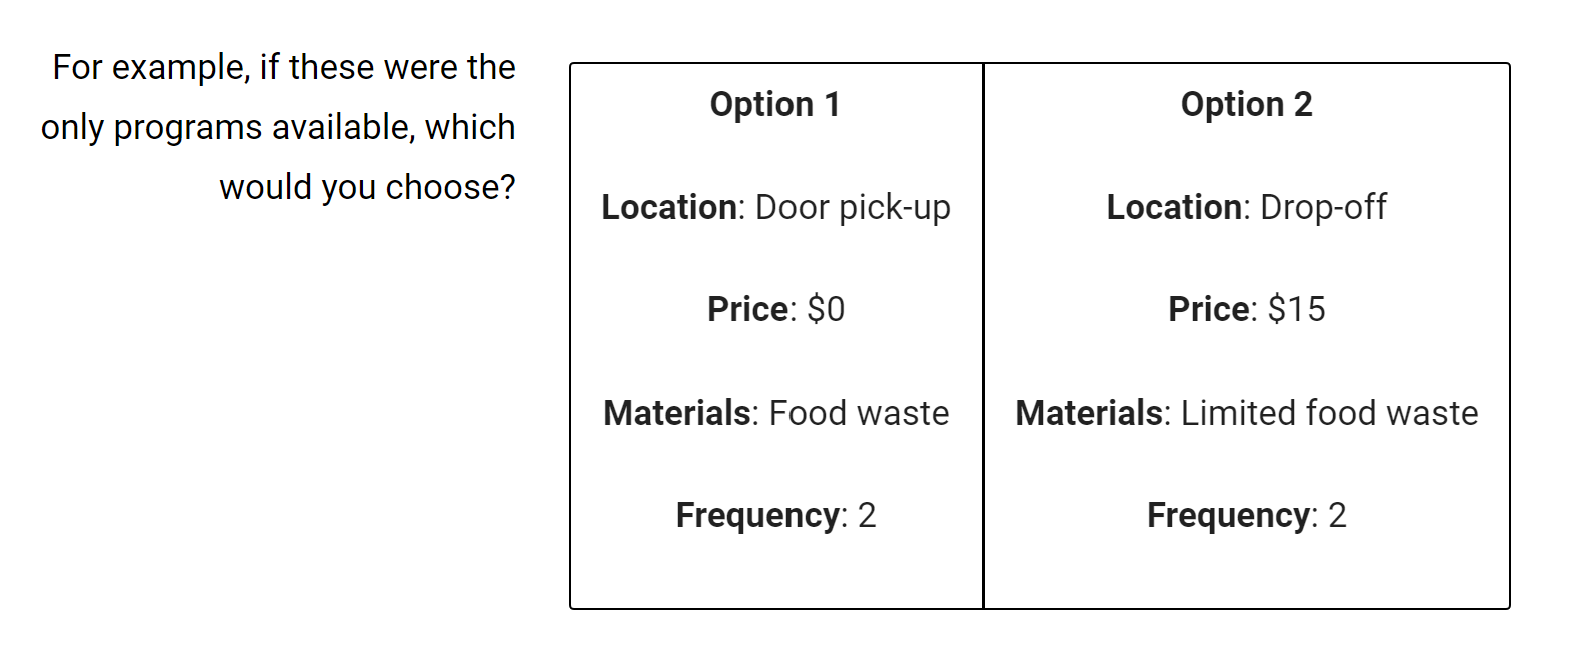 For example, if these were the
only programs available, which
would you choose?
Option 1
Location: Door pick-up
Price: $0
Materials: Food waste
Frequency: 2
Option 2
Location: Drop-off
Price: $15
Materials: Limited food waste
Frequency: 2